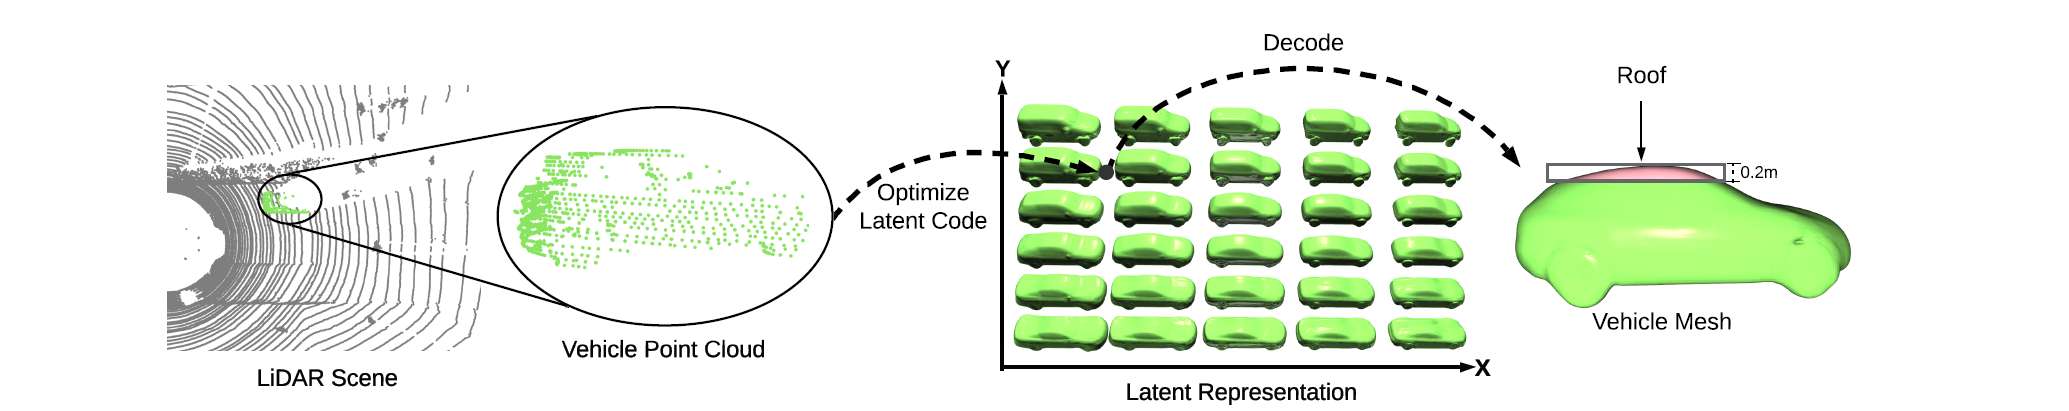 LiDAR Scene
Vehicle Point Cloud
Optimize
Latent Code
Y
X
Latent Representation
Decode
Roof
0.2m
Vehicle Mesh